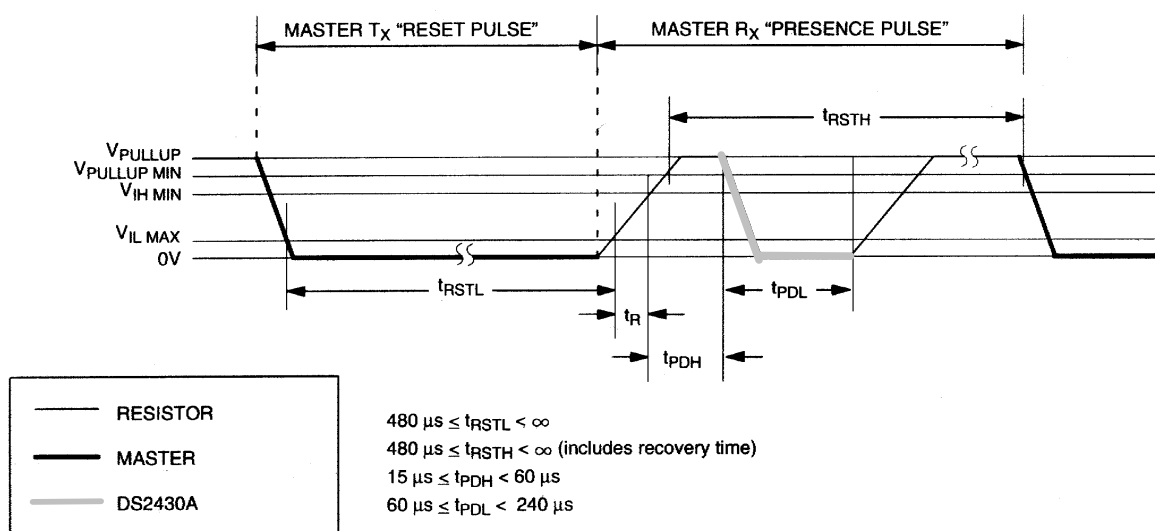 MASTER TX “RESET PULSE” MASTER RX “PRESENCE PULSE”
tRSTH
VPULLUP
VPULLUP MIN
VIH MIN
VIL MAX
0V
tRSTL
tPDL
tR
tPDH
RESISTOR
MASTER
DS2430A
480 µs ≤ tRSTL < ∞
480 µs ≤ tRSTH < ∞ (includes recovery time)
15 µs ≤ tPDH < 60 µs
60 µs ≤ tPDL < 240 µs